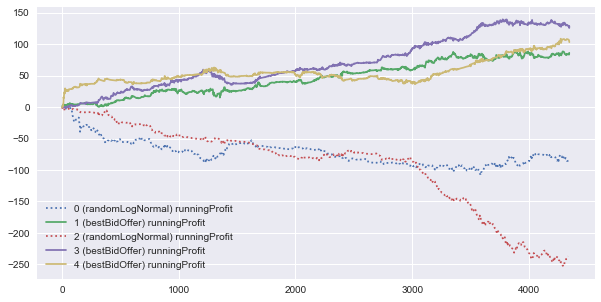 150
100
50
0
−50
−100
−150
−200
−250
0 (randomLogNormal) runningProfit
1 (bestBidOffer) runningProfit
2 (randomLogNormal) runningProfit
3 (bestBidOffer) runningProfit
4 (bestBidOffer) runningProfit
0 1000 2000 3000 4000